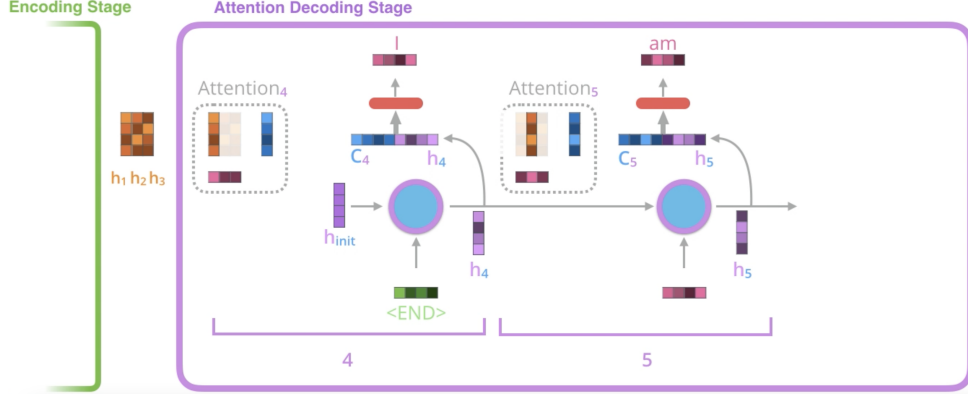 Encoding Stage
Attention Decoding Stage
I
am
Attention4
Attention5
C4
h4
C5
h5
h1 h2 h3
hinit
h4
h5
<END>
4
5